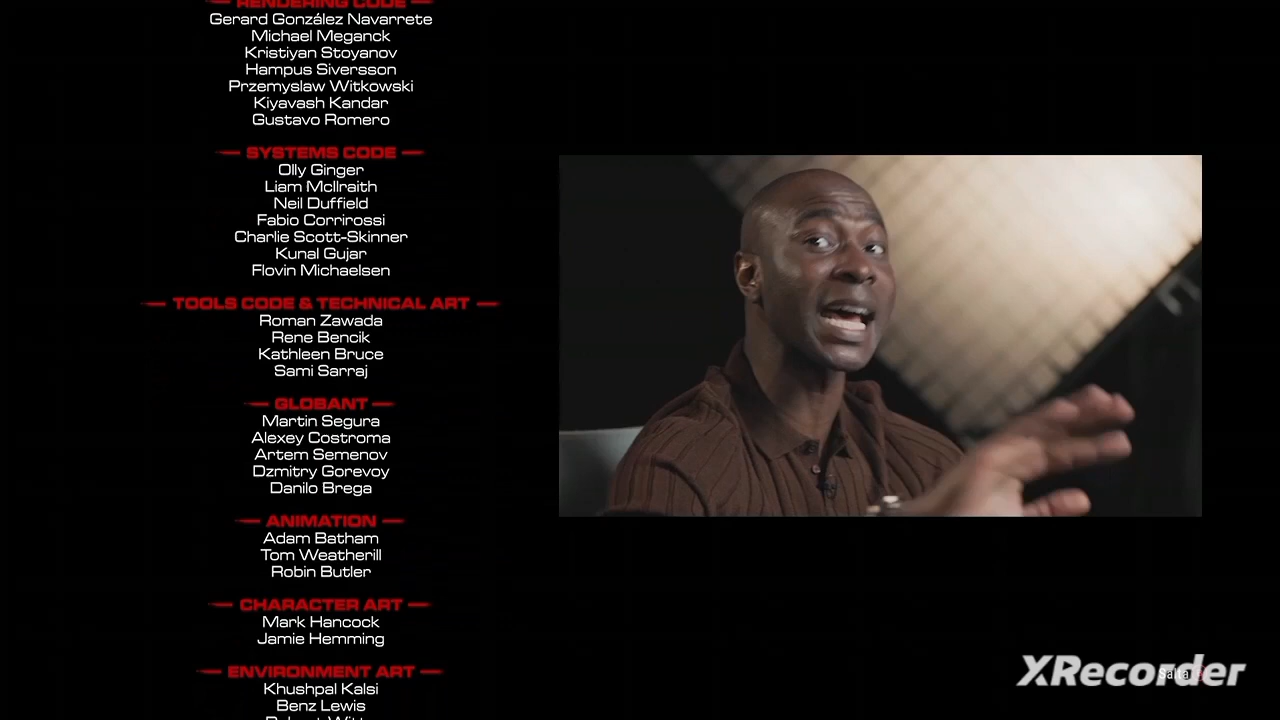 RENDERING CODE
Gerard González Navarrete
Michael Meganck
Kristiyan Stoyanov
Hampus Siversson
Przemyslaw Witkowski
Kiyavash Kandar
Gustavo Romero
SYSTEMS CODE
Olly Ginger
Liam McIlraith
Neil Duffield
Fabio Corrirossi
Charlie Scott-Skinner
Kunal Gujar
Flovin Michaelsen
TOOLS CODE & TECHNICAL ART
Roman Zawada
Rene Bencik
Kathleen Bruce
Sami Sarraj
GLOBANT
Martin Segura
Alexey Costroma
Artem Semenov
Dzmitry Gorevoy
Danilo Brega
ANIMATION
Adam Batham
Tom Weatherill
Robin Butler
CHARACTER ART
Mark Hancock
Jamie Hemming
ENVIRONMENT ART
Khushpal Kalsi
Benz Lewis
XRecorder
Salta